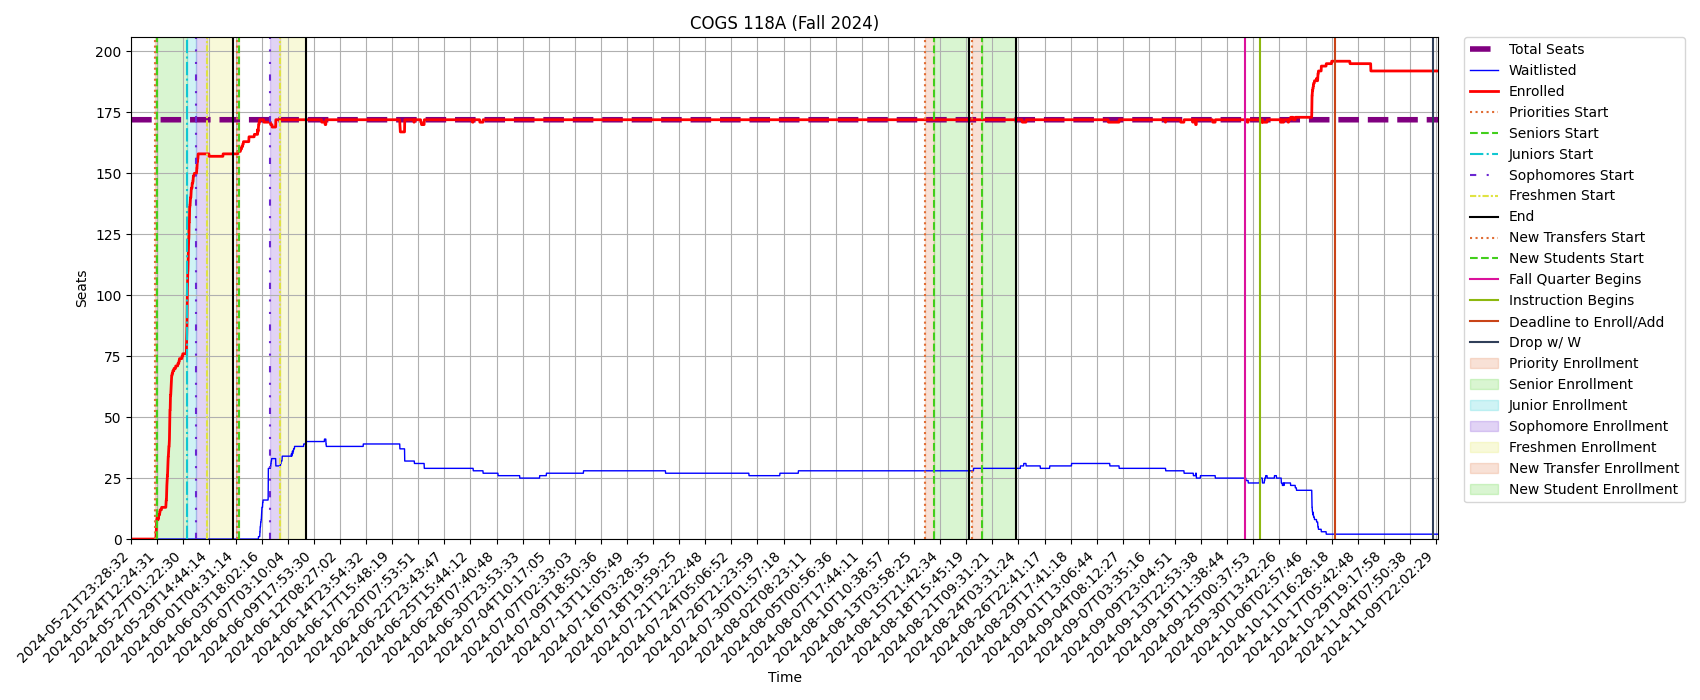 COGS 118A (Fall 2024)
200
175
150
125
100
75
50
25
0
Seats
2024-05-21T23:28:32
2024-05-24T12:24:31
2024-05-27T01:22:30
2024-05-29T14:44:14
2024-06-01T04:31:14
2024-06-03T18:02:16
2024-06-07T03:10:04
2024-06-09T17:53:30
2024-06-12T08:27:02
2024-06-14T23:54:32
2024-06-17T15:48:19
2024-06-20T07:53:51
2024-06-22T23:43:47
2024-06-25T15:44:12
2024-06-28T07:40:48
2024-06-30T23:53:33
2024-07-04T10:17:05
2024-07-07T02:33:03
2024-07-09T18:50:36
2024-07-13T11:05:49
2024-07-16T03:28:35
2024-07-18T19:59:25
2024-07-21T12:22:48
2024-07-24T05:06:52
2024-07-26T21:23:59
2024-07-30T01:57:18
2024-08-02T08:23:11
2024-08-05T00:56:36
2024-08-07T17:44:11
2024-08-10T10:38:57
2024-08-13T03:58:25
2024-08-15T21:42:34
2024-08-18T15:45:19
2024-08-21T09:31:21
2024-08-24T03:31:24
2024-08-26T22:41:17
2024-08-29T17:41:18
2024-09-01T13:06:44
2024-09-04T08:12:27
2024-09-07T03:35:16
2024-09-09T23:04:51
2024-09-13T22:53:38
2024-09-19T11:38:44
2024-09-25T00:37:53
2024-09-30T13:42:26
2024-10-06T02:57:46
2024-10-11T16:28:18
2024-10-17T05:42:48
2024-10-29T19:17:58
2024-11-04T07:50:38
2024-11-09T22:02:29
Time
Total Seats
Waitlisted
Enrolled
Priorities Start
Seniors Start
Juniors Start
Sophomores Start
Freshmen Start
End
New Transfers Start
New Students Start
Fall Quarter Begins
Instruction Begins
Deadline to Enroll/Add
Drop w/ W
Priority Enrollment
Senior Enrollment
Junior Enrollment
Sophomore Enrollment
Freshmen Enrollment
New Transfer Enrollment
New Student Enrollment